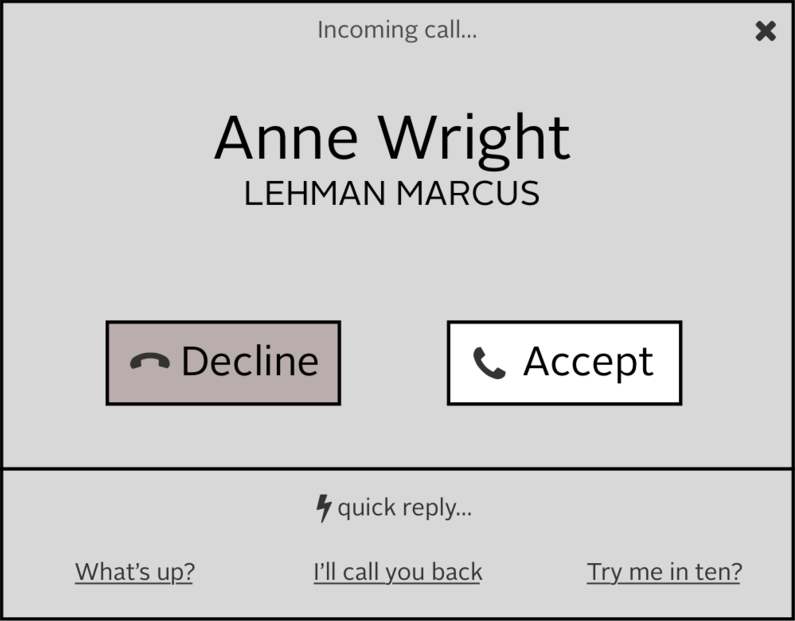 Incoming call...
Anne Wright
LEHMAN MARCUS
Decline
Accept
quick reply...
What's up?
I'll call you back
Try me in ten?